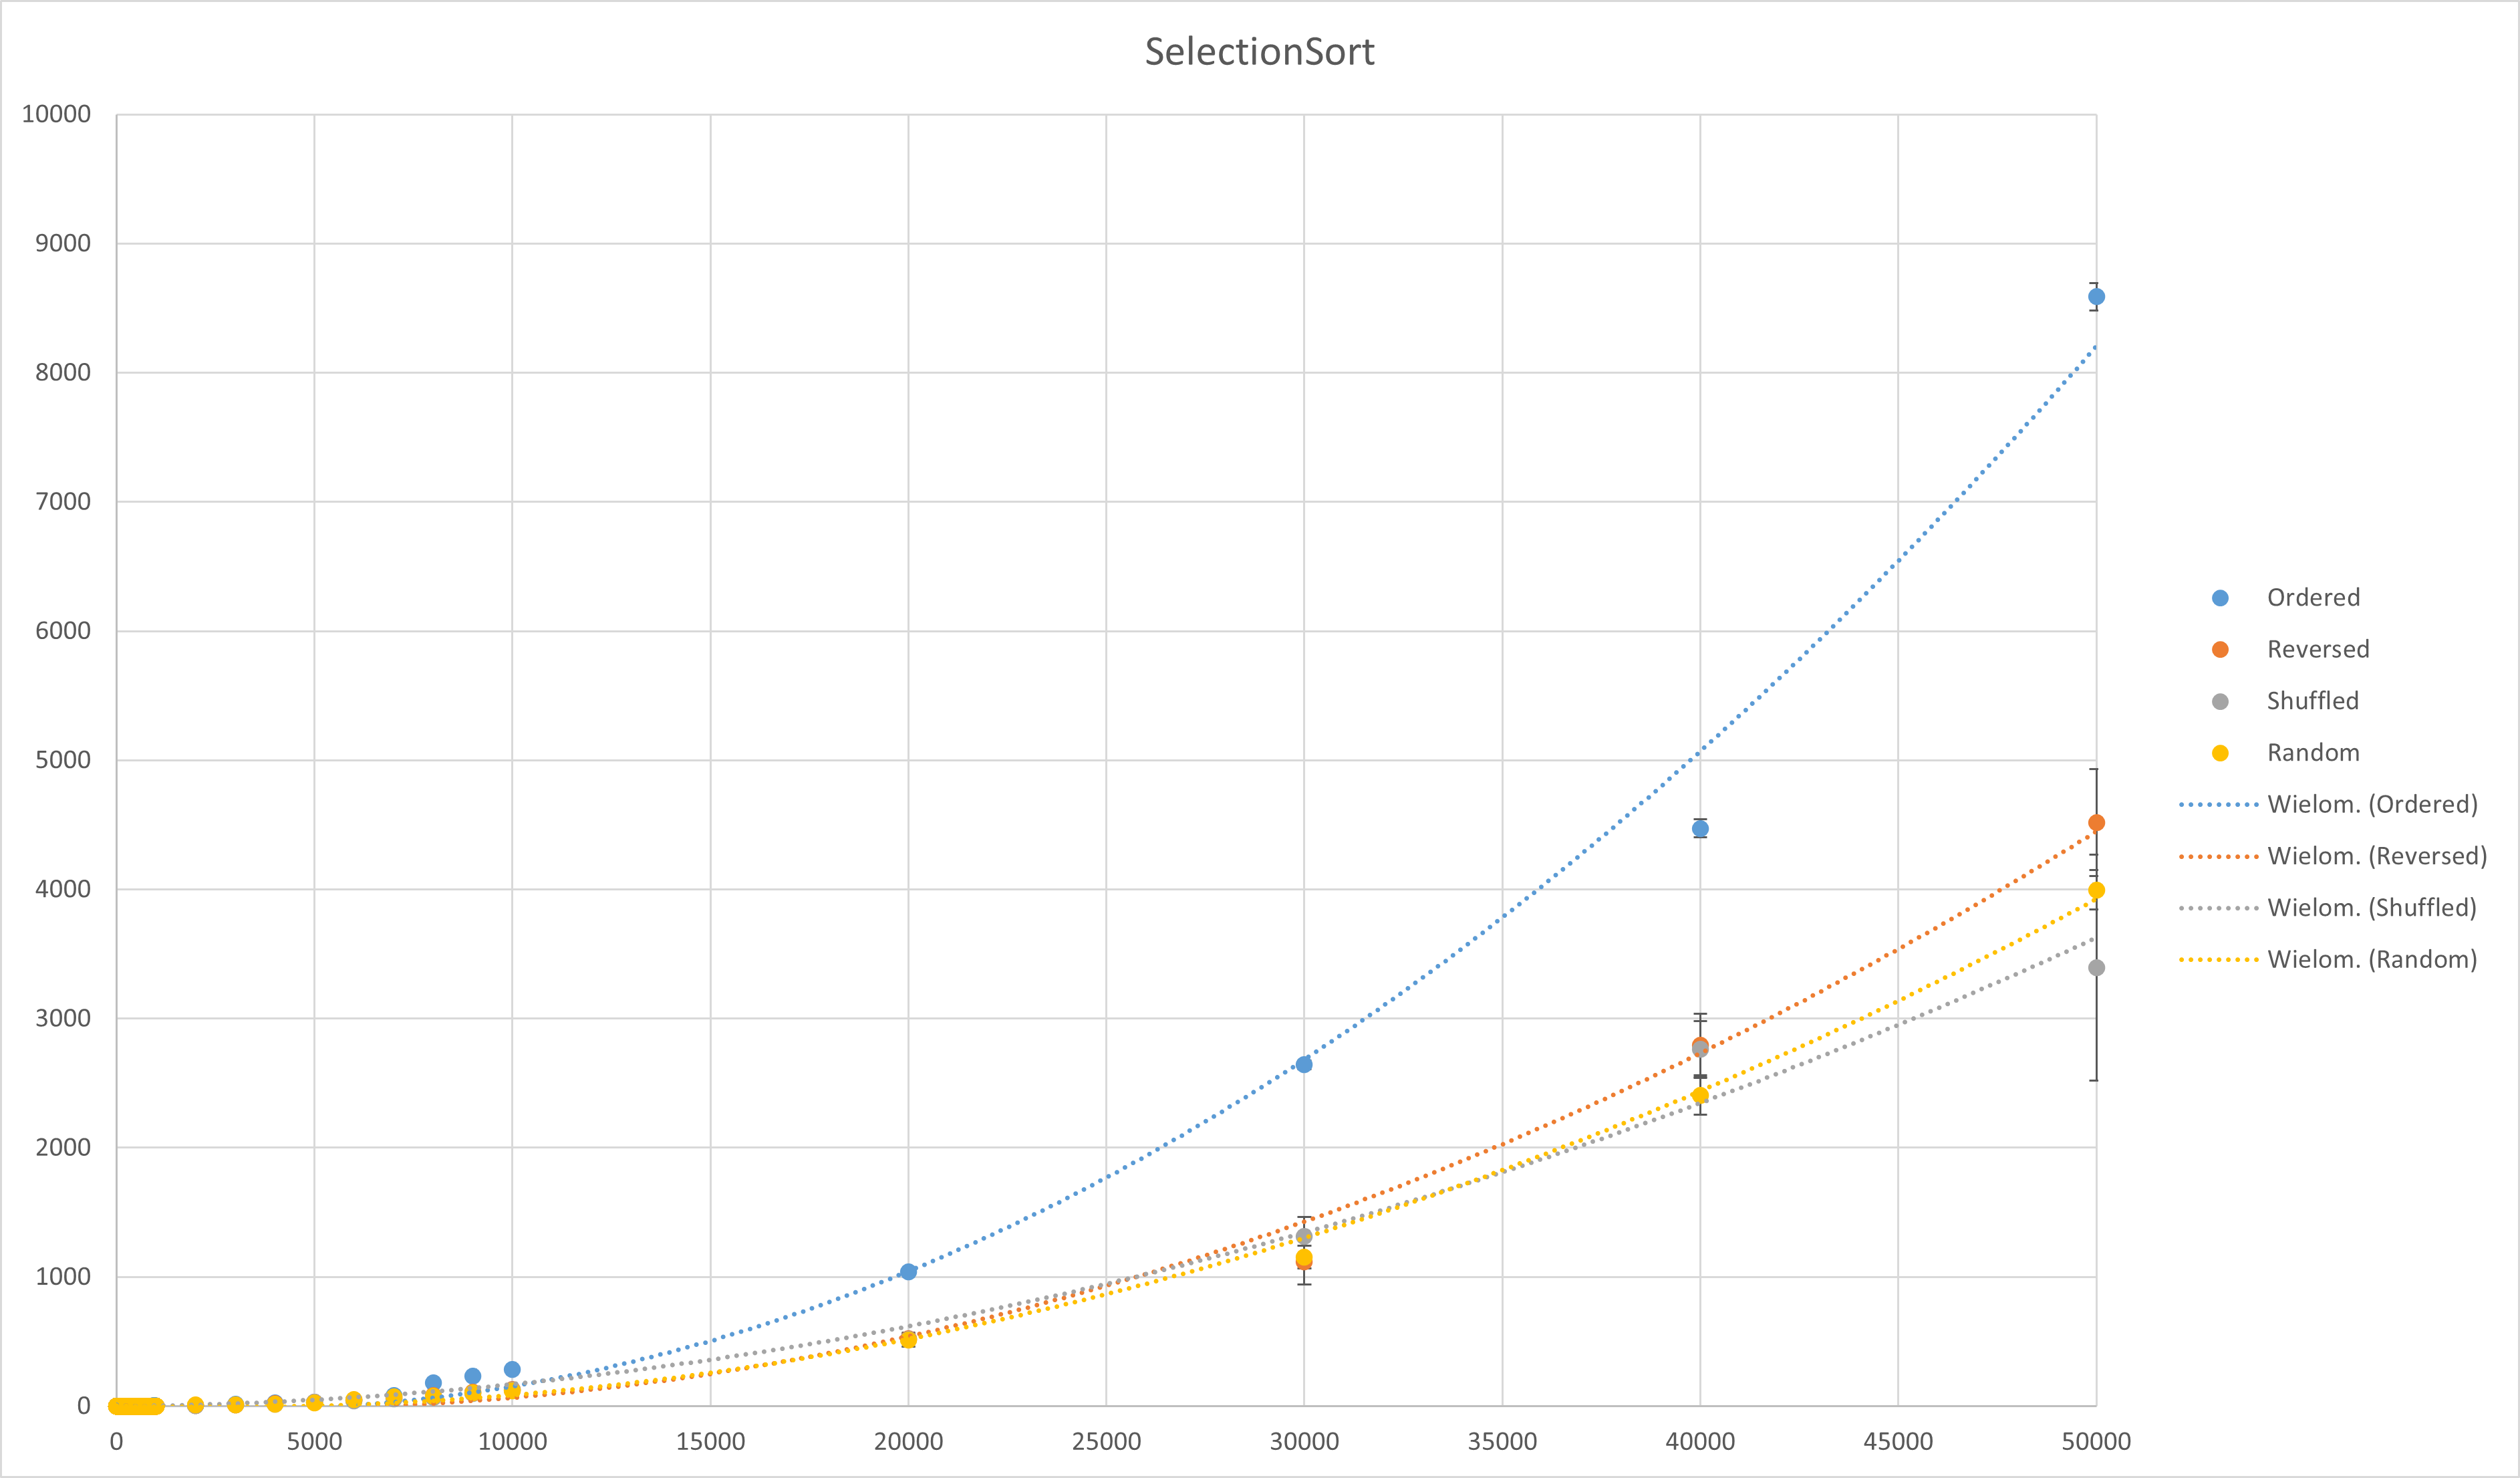 SelectionSort
10000
9000
8000
7000
6000
5000
4000
3000
2000
1000
0
0 5000 10000 15000 20000 25000 30000 35000 40000 45000 50000
Ordered
Reversed
Shuffled
Random
Wielom. (Ordered)
Wielom. (Reversed)
Wielom. (Shuffled)
Wielom. (Random)